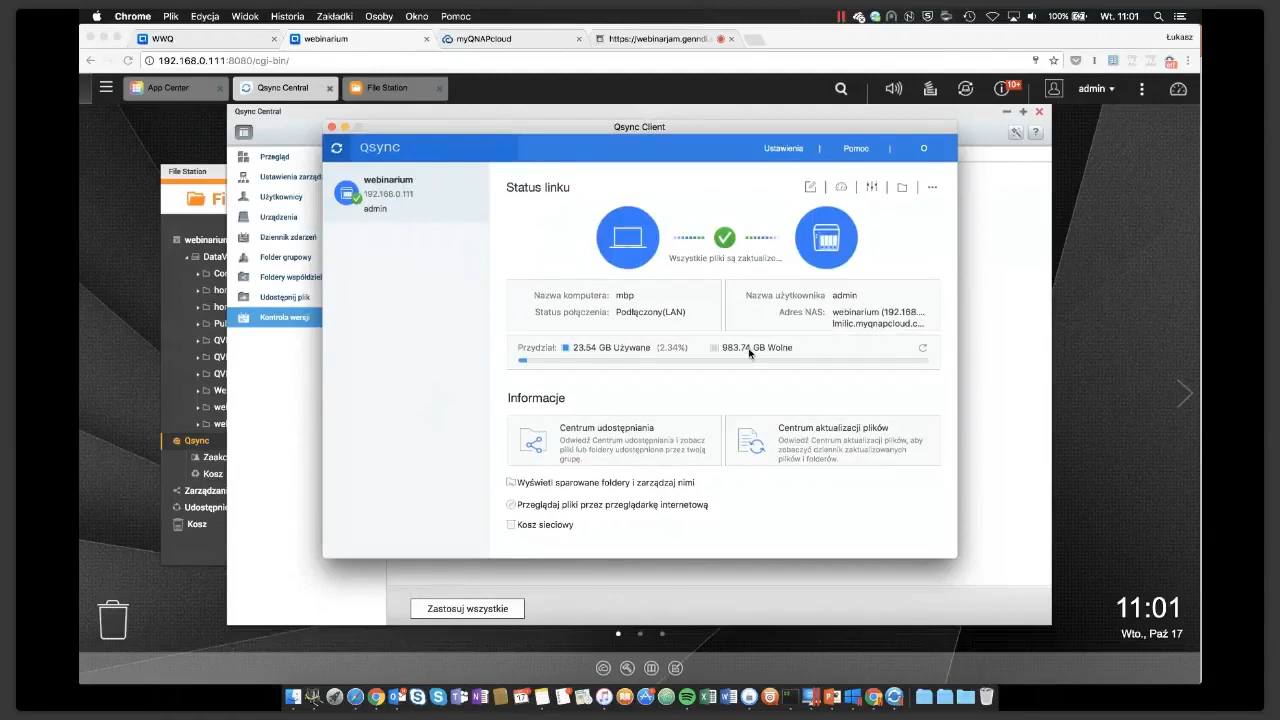 Chrome Plik Edycja Widok Historia Zakładki Osoby Okno Pomoc
100% Wt. 11:01
WWQ
webinarium
myQNAPcloud
https://webinarjam.genndi.
Łukasz
192.168.0.111:8080/cgi-bin/
App Center
Qsync Central
File Station
10+
admin
Qsync Central
Qsync Client
Qsync
Ustawienia | Pomoc | O
File Station
Przegląd
Ustawienia zarząd
Użytkownicy
Urządzenia
Dziennik zdarzeń
Folder grupowy
Foldery współdziel
Udostępnij plik
Kontrola wersji
webinarium
DataV
Qsync
Kosz
Zarządzan
Udostępnio
Kosz
webinarium
192.168.0.111
admin
Status linku
Wszystkie pliki są zaktualizo...
Nazwa komputera: mbp
Status połączenia: Podłączony(LAN)
Nazwa użytkownika admin
Adres NAS: webinarium (192.168....
lmilic.myqnapcloud.c...
Przydział: 23.54 GB Używane (2.34%) 983.74 GB Wolne
Informacje
Centrum udostępniania
Odwiedź Centrum udostępniania i zobacz
pliki lub foldery udostępnione przez twoją
grupę.
Centrum aktualizacji plików
Odwiedź Centrum aktualizacji plików, aby
zobaczyć dziennik zaktualizowanych
plików i folderów.
Wyświetl sparowane foldery i zarządzaj nimi
Przeglądaj pliki przez przeglądarkę internetową
Kosz sieciowy
Zastosuj wszystkie
11:01
Wto., Paź 17